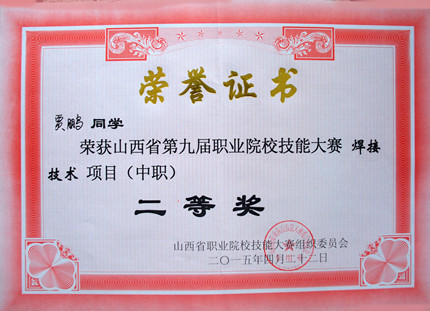 荣誉证书
贾鹏 同学
荣获山西省第九届职业院校技能大赛 焊接
技术 项目（中职）
二等奖
山西省职业院校技能大赛组织委员会
二〇一五年四月二十二日